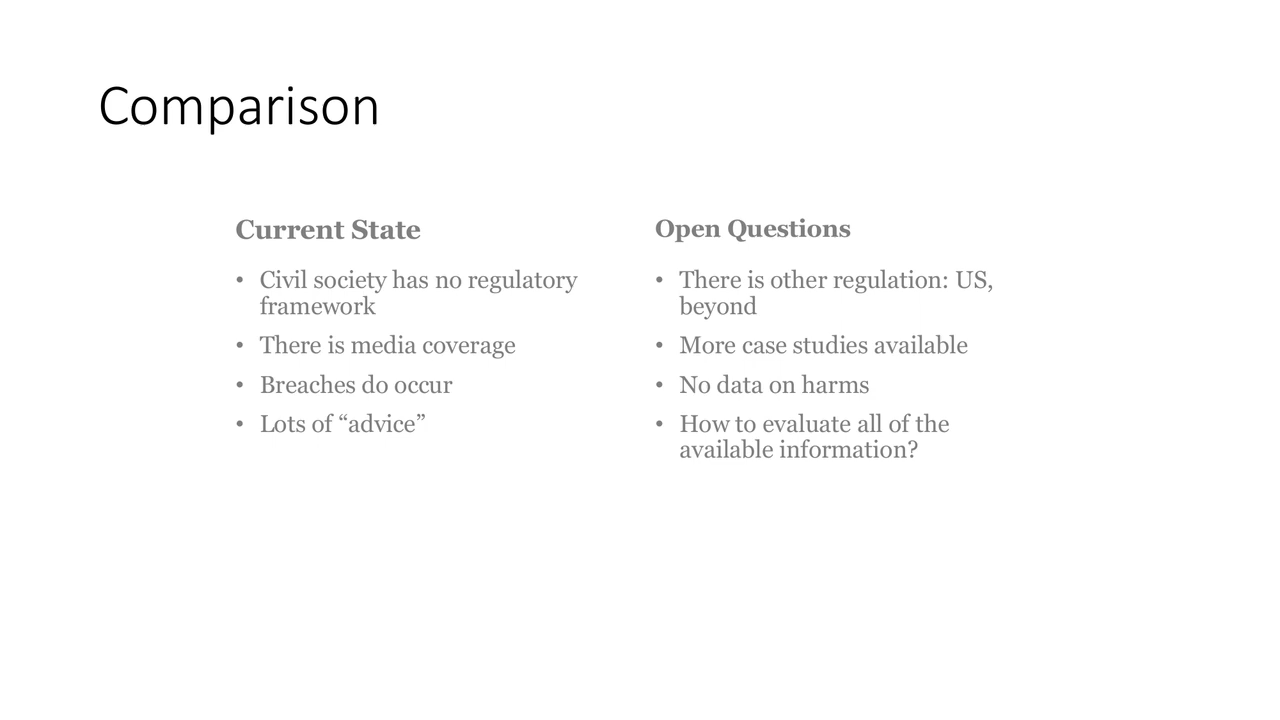 Comparison
Current State
• Civil society has no regulatory
framework
• There is media coverage
• Breaches do occur
• Lots of “advice”
Open Questions
• There is other regulation: US,
beyond
• More case studies available
• No data on harms
• How to evaluate all of the
available information?